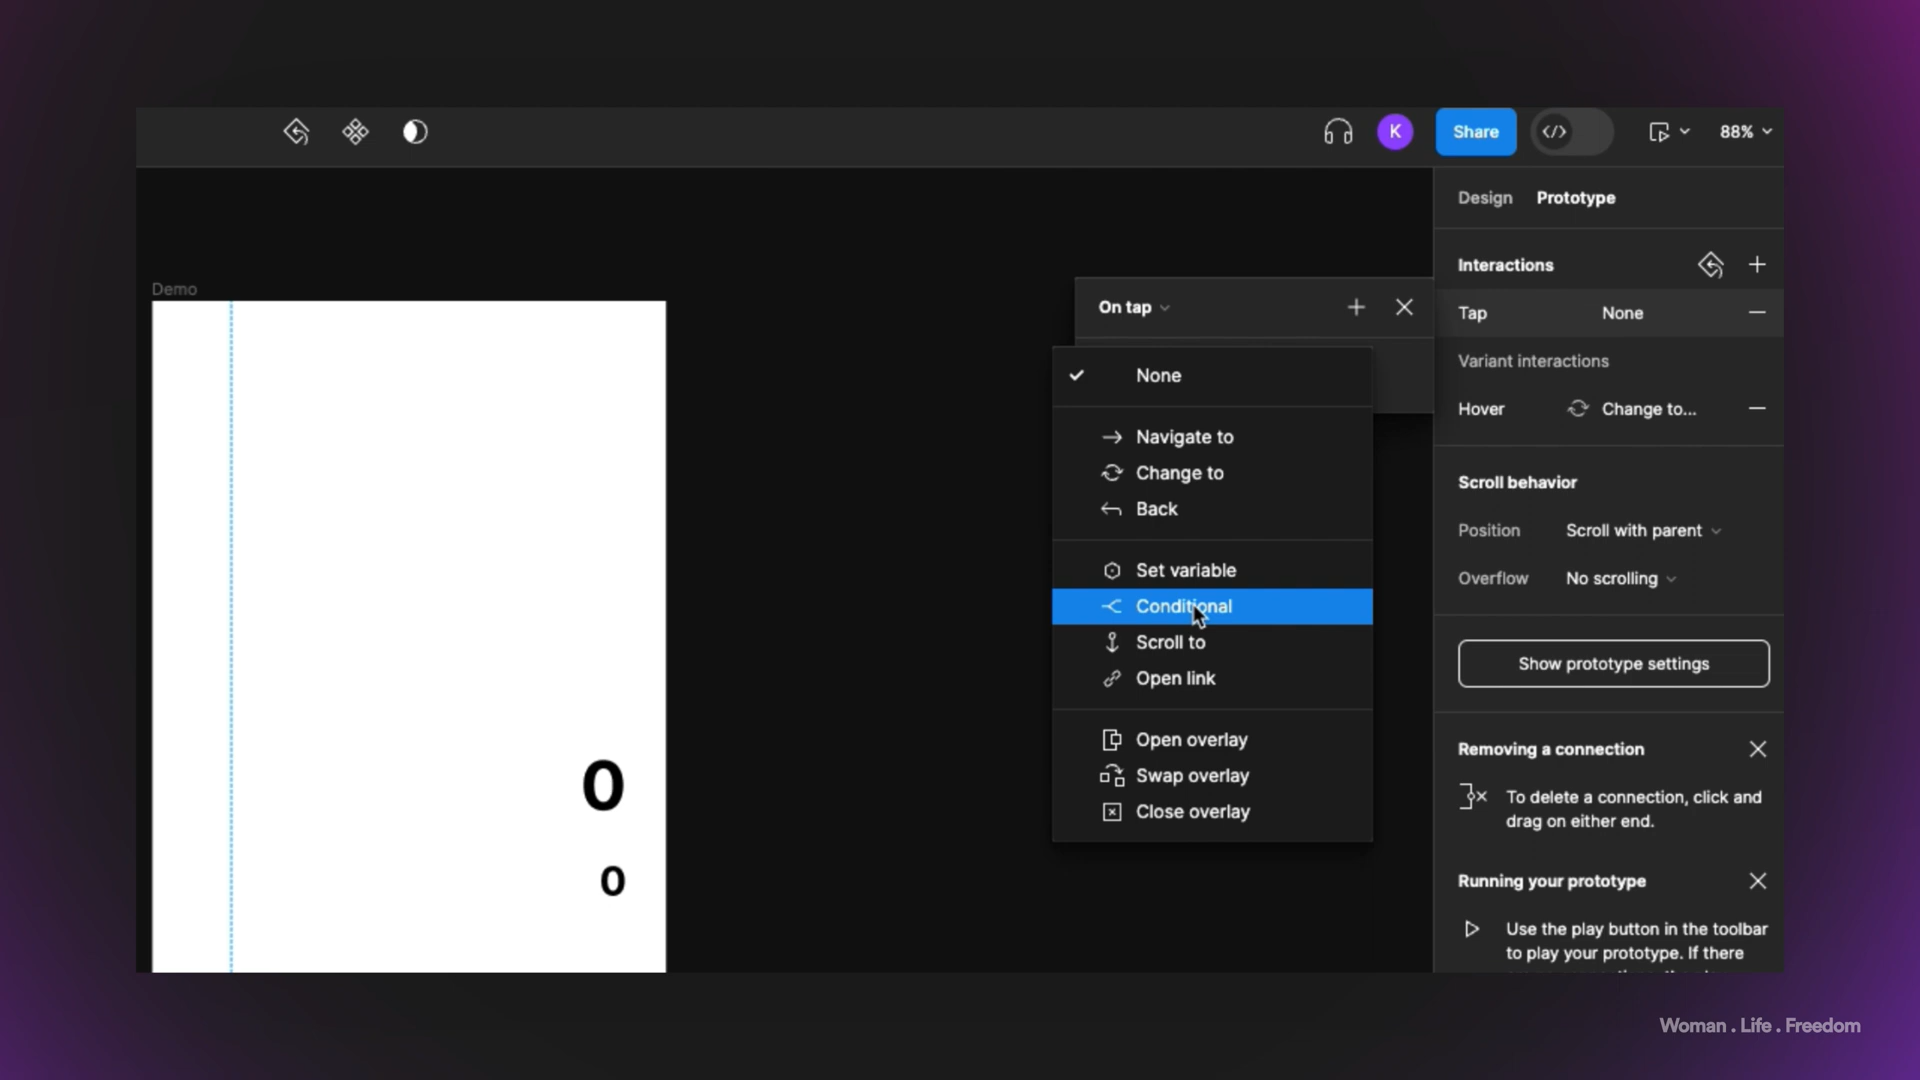 K
Share
88%
Design
Prototype
Demo
Interactions
On tap
Tap
None
Variant interactions
None
Hover
Change to...
Navigate to
Change to
Scroll behavior
Back
Position
Scroll with parent
Set variable
Overflow
No scrolling
Conditional
Scroll to
Show prototype settings
Open link
Open overlay
Removing a connection
Swap overlay
0
To delete a connection, click and
drag on either end.
Close overlay
0
Running your prototype
Use the play button in the toolbar
to play your prototype. If there
Woman . Life . Freedom